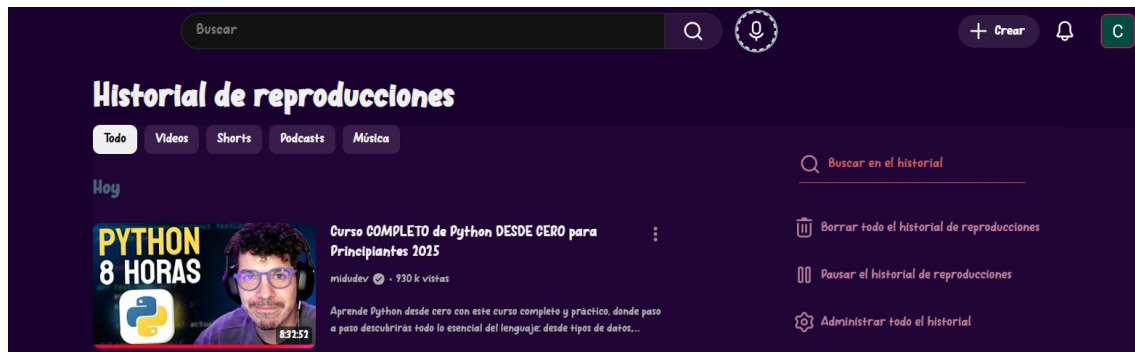 Buscar
Crear
C
Historial de reproducciones
Todo
Videos
Shorts
Podcasts
Música
Buscar en el historial
Hoy
PYTHON
8 HORAS
8:32:52
Curso COMPLETO de Python DESDE CERO para
Principiantes 2025
midudev • 930 k vistas
Aprende Python desde cero con este curso completo y práctico, donde paso
a paso descubrirás todo lo esencial del lenguaje: desde tipos de datos,...
Borrar todo el historial de reproducciones
Pausar el historial de reproducciones
Administrar todo el historial